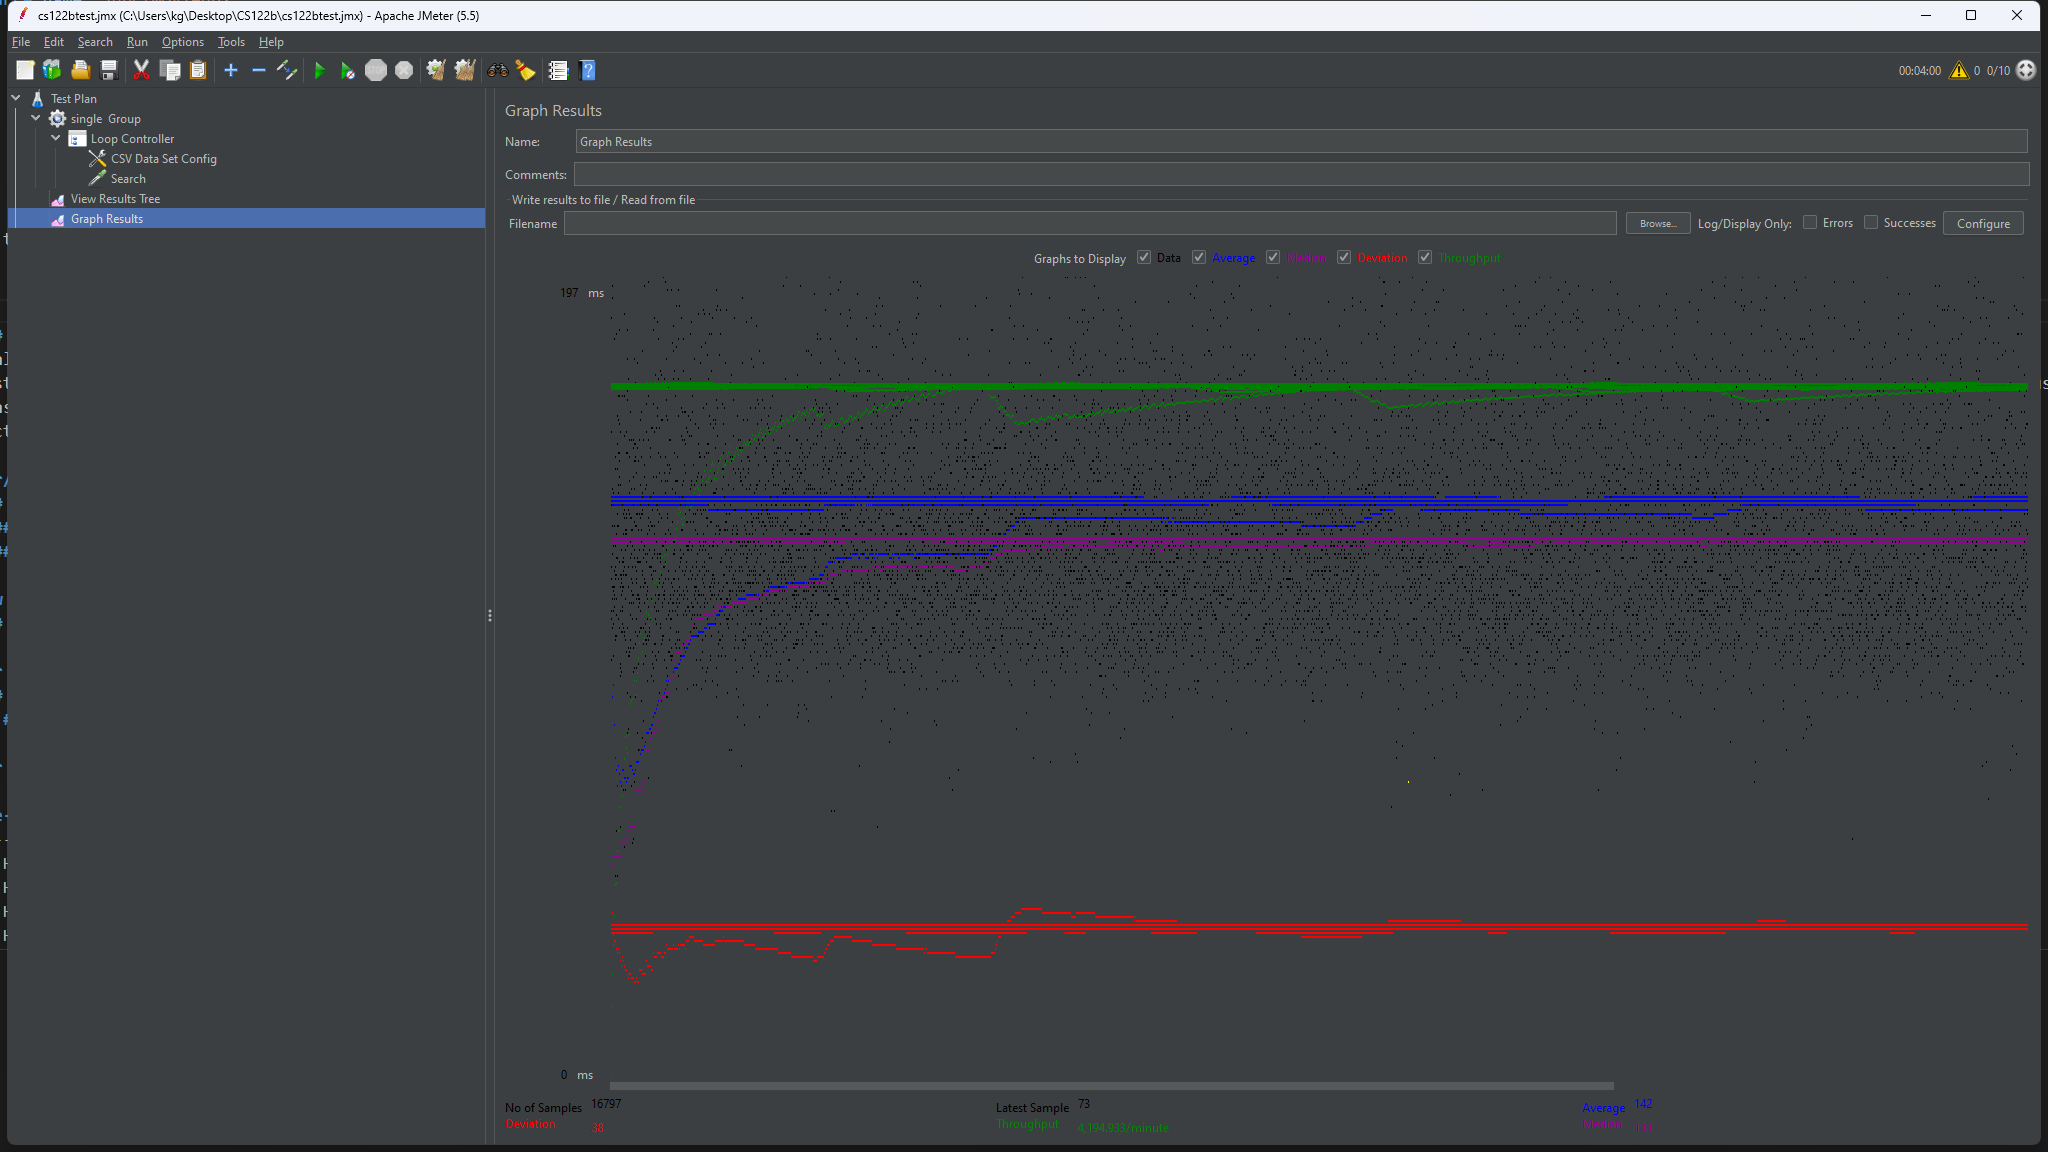 cs122btest.jmx (C:\Users\kg\Desktop\CS122b\cs122btest.jmx) - Apache JMeter (5.5)
File Edit Search Run Options Tools Help
00:04:00 0 0/10
Test Plan
single Group
Loop Controller
CSV Data Set Config
Search
View Results Tree
Graph Results
Graph Results
Name: Graph Results
Comments:
Write results to file / Read from file
Filename Browse... Log/Display Only: Errors Successes Configure
Graphs to Display Data Average Median Deviation Throughput
197 ms
0 ms
No of Samples 16797 Latest Sample 73 Average 142
Deviation 38 Throughput 4,194.933/minute Median